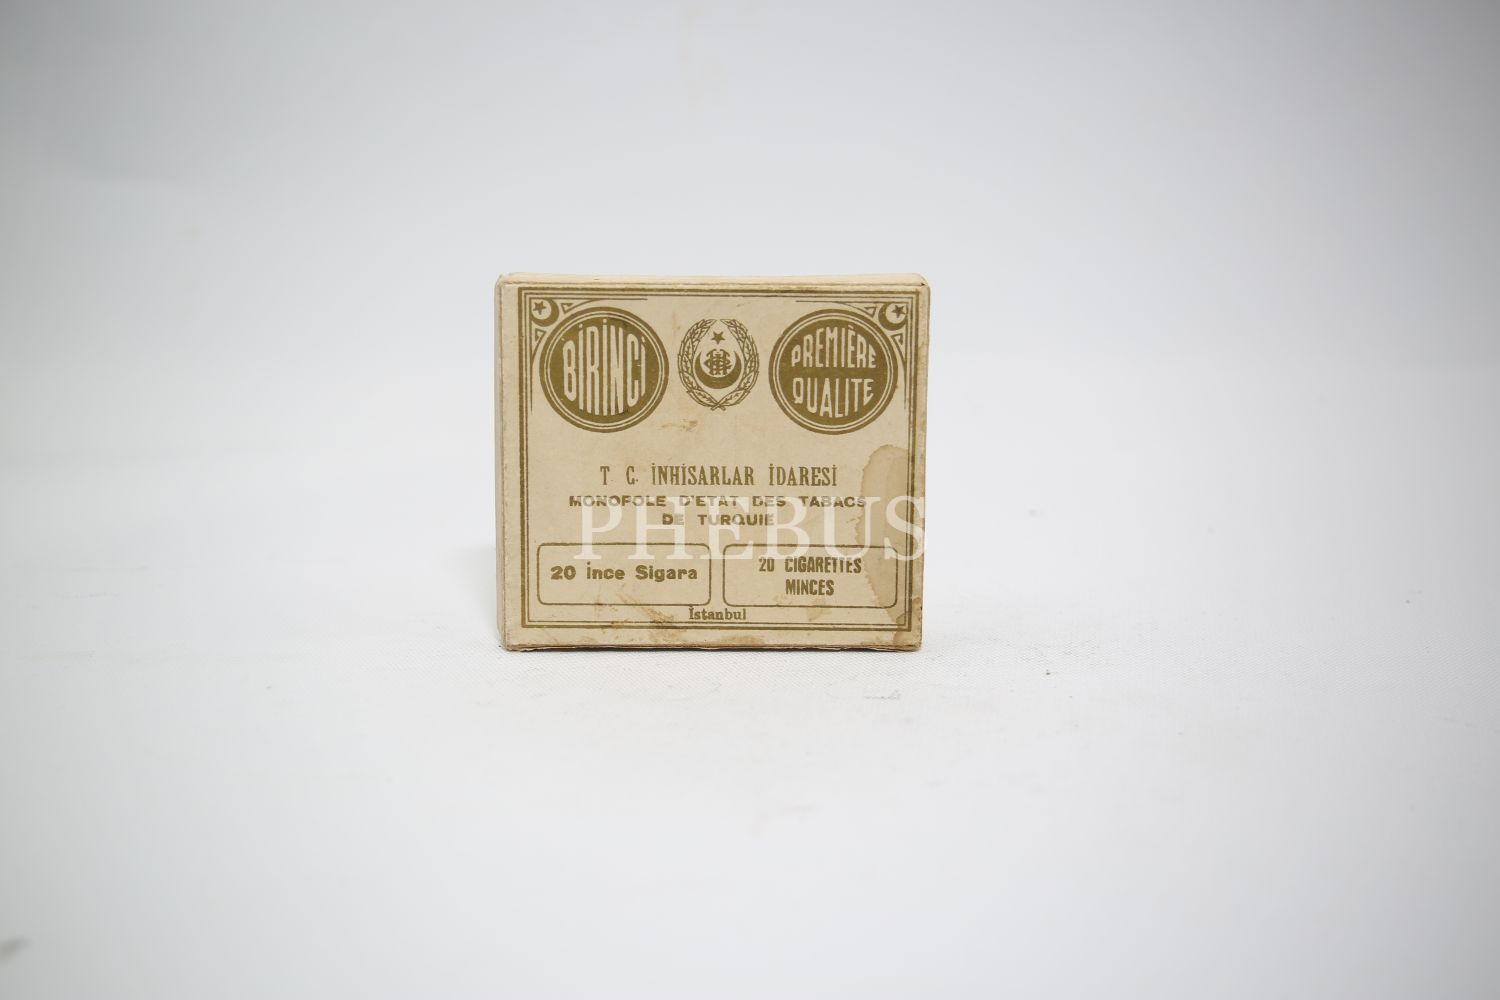 BİRİNCİ
PREMIÈRE
QUALITE
T. C. İNHİSARLAR İDARESİ
MONOPOLE D'ETAT DES TABACS
DE TURQUIE
PHEBUS
20 İnce Sigara
20 CIGARETTES
MINCES
İstanbul